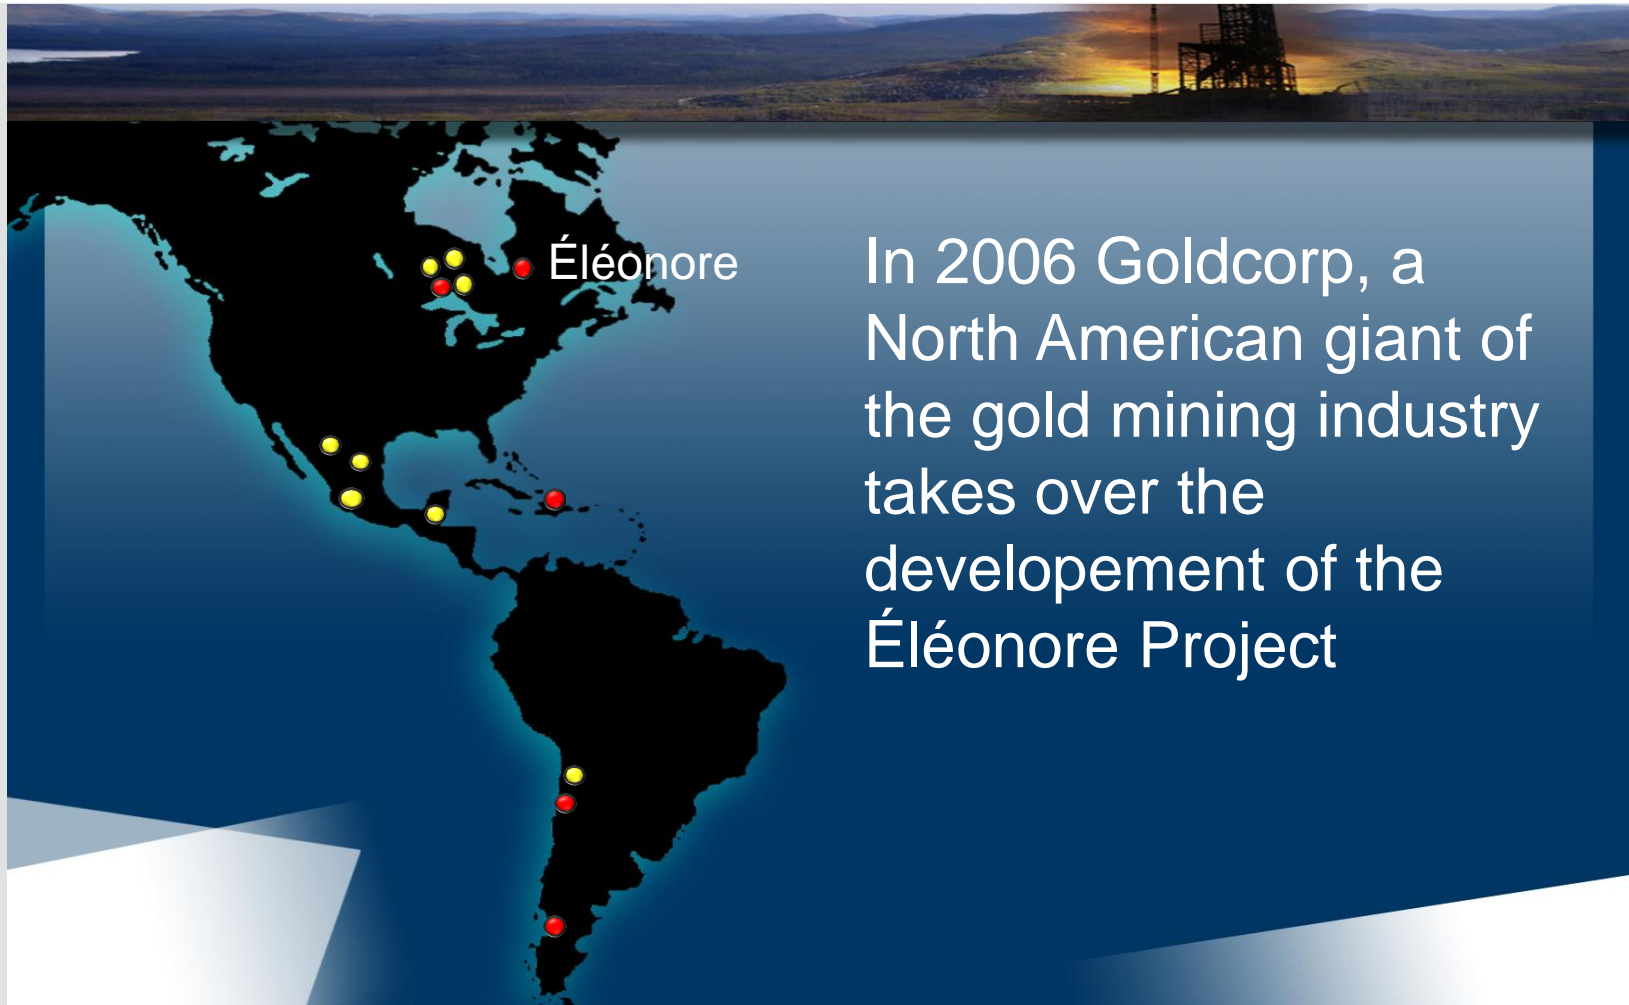 Éléonore
In 2006 Goldcorp, a
North American giant of
the gold mining industry
takes over the
developement of the
Éléonore Project